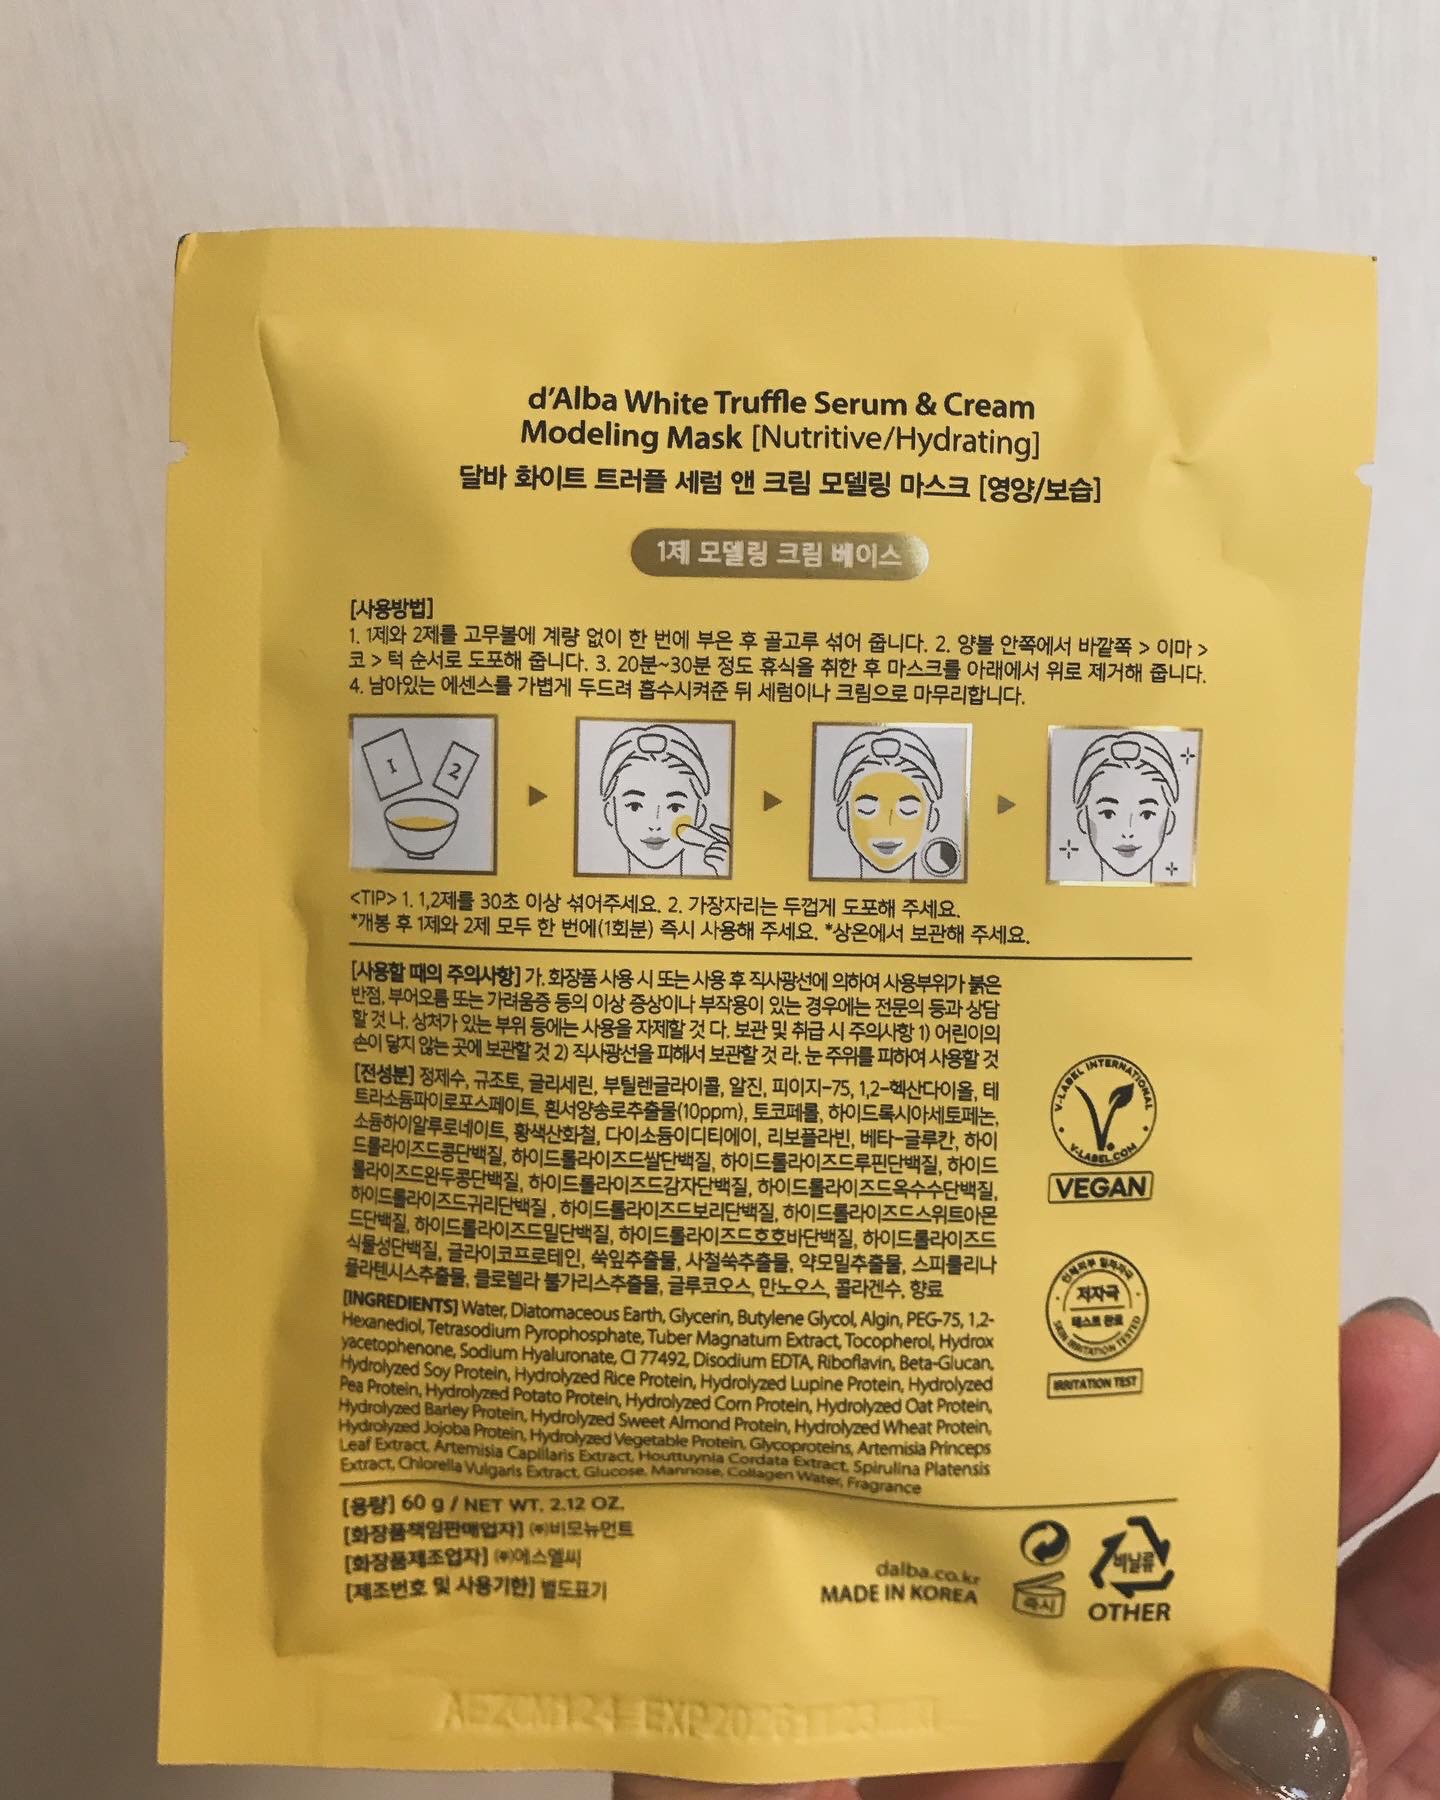 d'Alba White Truffle Serum & Cream
Modeling Mask [Nutritive/Hydrating]
달바 화이트 트러플 세럼 앤 크림 모델링 마스크 [영양/보습]
1제 모델링 크림 베이스
[사용방법]
1. 1제와 2제를 고무볼에 계량 없이 한 번에 부은 후 골고루 섞어 줍니다. 2. 양볼 안쪽에서 바깥쪽 > 이마 >
코 > 턱 순서로 도포해 줍니다. 3. 20분~30분 정도 휴식을 취한 후 마스크를 아래에서 위로 제거해 줍니다.
4. 남아있는 에센스를 가볍게 두드려 흡수시켜준 뒤 세럼이나 크림으로 마무리합니다.
1 2
<TIP> 1. 1,2제를 30초 이상 섞어주세요. 2. 가장자리는 두껍게 도포해 주세요.
*개봉 후 1제와 2제 모두 한 번에(1회분) 즉시 사용해 주세요. *상온에서 보관해 주세요.
[사용할 때의 주의사항] 가. 화장품 사용 시 또는 사용 후 직사광선에 의하여 사용부위가 붉은
반점, 부어오름 또는 가려움증 등의 이상 증상이나 부작용이 있는 경우에는 전문의 등과 상담
할 것 나. 상처가 있는 부위 등에는 사용을 자제할 것 다. 보관 및 취급 시 주의사항 1) 어린이의
손이 닿지 않는 곳에 보관할 것 2) 직사광선을 피해서 보관할 것 라. 눈 주위를 피하여 사용할 것
[전성분] 정제수, 규조토, 글리세린, 부틸렌글라이콜, 알진, 피이지-75, 1,2-헥산다이올, 테
트라소듐파이로포스페이트, 흰서양송로추출물(10ppm), 토코페롤, 하이드록시아세토페논,
소듐하이알루로네이트, 황색산화철, 다이소듐이디티에이, 리보플라빈, 베타-글루칸, 하이
드롤라이즈드콩단백질, 하이드롤라이즈드쌀단백질, 하이드롤라이즈드루핀단백질, 하이드
롤라이즈드완두콩단백질, 하이드롤라이즈드감자단백질, 하이드롤라이즈드옥수수단백질,
하이드롤라이즈드귀리단백질 , 하이드롤라이즈드보리단백질, 하이드롤라이즈드스위트아몬
드단백질, 하이드롤라이즈드밀단백질, 하이드롤라이즈드호호바단백질, 하이드롤라이즈드
식물성단백질, 글라이코프로테인, 쑥잎추출물, 사철쑥추출물, 약모밀추출물, 스피룰리나
플라텐시스추출물, 클로렐라 불가리스추출물, 글루코오스, 만노오스, 콜라겐수, 향료
[INGREDIENTS] Water, Diatomaceous Earth, Glycerin, Butylene Glycol, Algin, PEG-75, 1,2-
Hexanediol, Tetrasodium Pyrophosphate, Tuber Magnatum Extract, Tocopherol, Hydrox
yacetophenone, Sodium Hyaluronate, CI 77492, Disodium EDTA, Riboflavin, Beta-Glucan,
Hydrolyzed Soy Protein, Hydrolyzed Rice Protein, Hydrolyzed Lupine Protein, Hydrolyzed
Pea Protein, Hydrolyzed Potato Protein, Hydrolyzed Corn Protein, Hydrolyzed Oat Protein,
Hydrolyzed Barley Protein, Hydrolyzed Sweet Almond Protein, Hydrolyzed Wheat Protein,
Hydrolyzed Jojoba Protein, Hydrolyzed Vegetable Protein, Glycoproteins, Artemisia Princeps
Leaf Extract, Artemisia Capillaris Extract, Houttuynia Cordata Extract, Spirulina Platensis
Extract, Chlorella Vulgaris Extract, Glucose, Mannose, Collagen Water, Fragrance
V-LABEL INTERNATIONAL
V-LABEL.COM
VEGAN
저자극
테스트 완료
SKIN IRRITATION TESTED
IRRITATION TEST
[용량] 60 g / NET WT. 2.12 OZ.
[화장품책임판매업자] ㈜비모뉴먼트
[화장품제조업자] ㈜에스엘씨
[제조번호 및 사용기한] 별도표기
dalba.co.kr
MADE IN KOREA
즉시
비닐류
OTHER